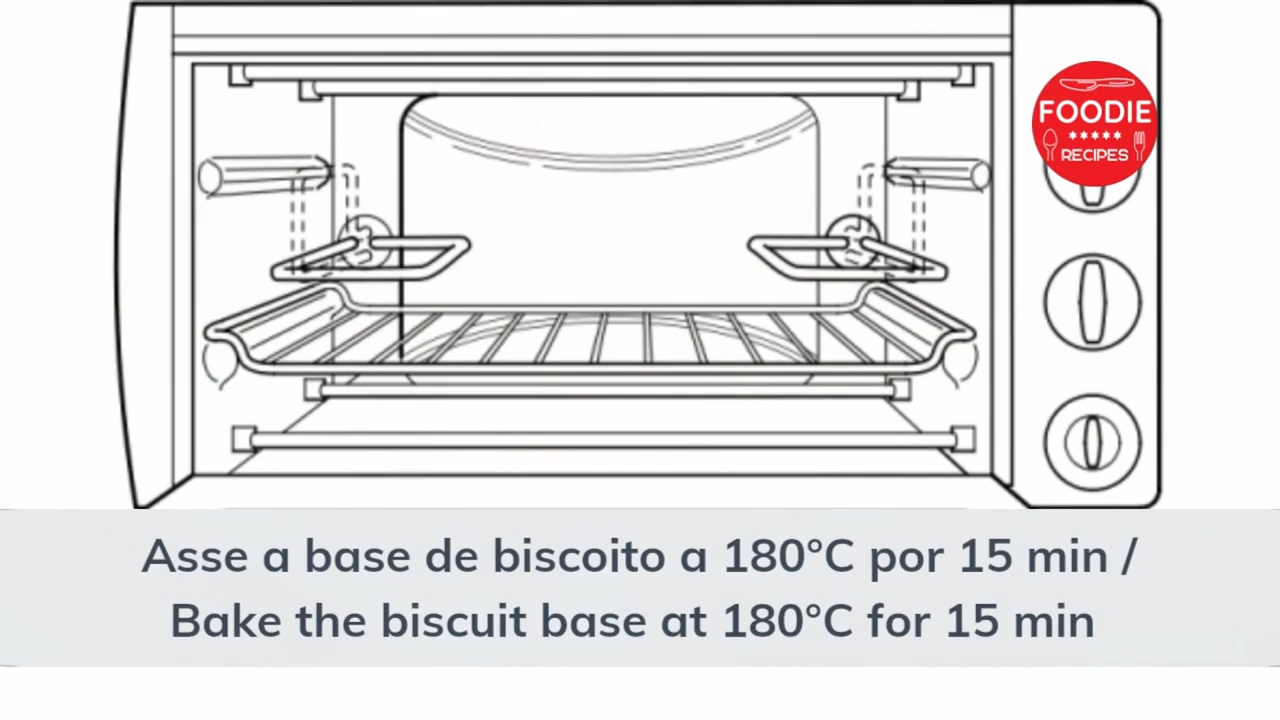 FOODIE
RECIPES
Asse a base de biscoito a 180°C por 15 min /
Bake the biscuit base at 180°C for 15 min